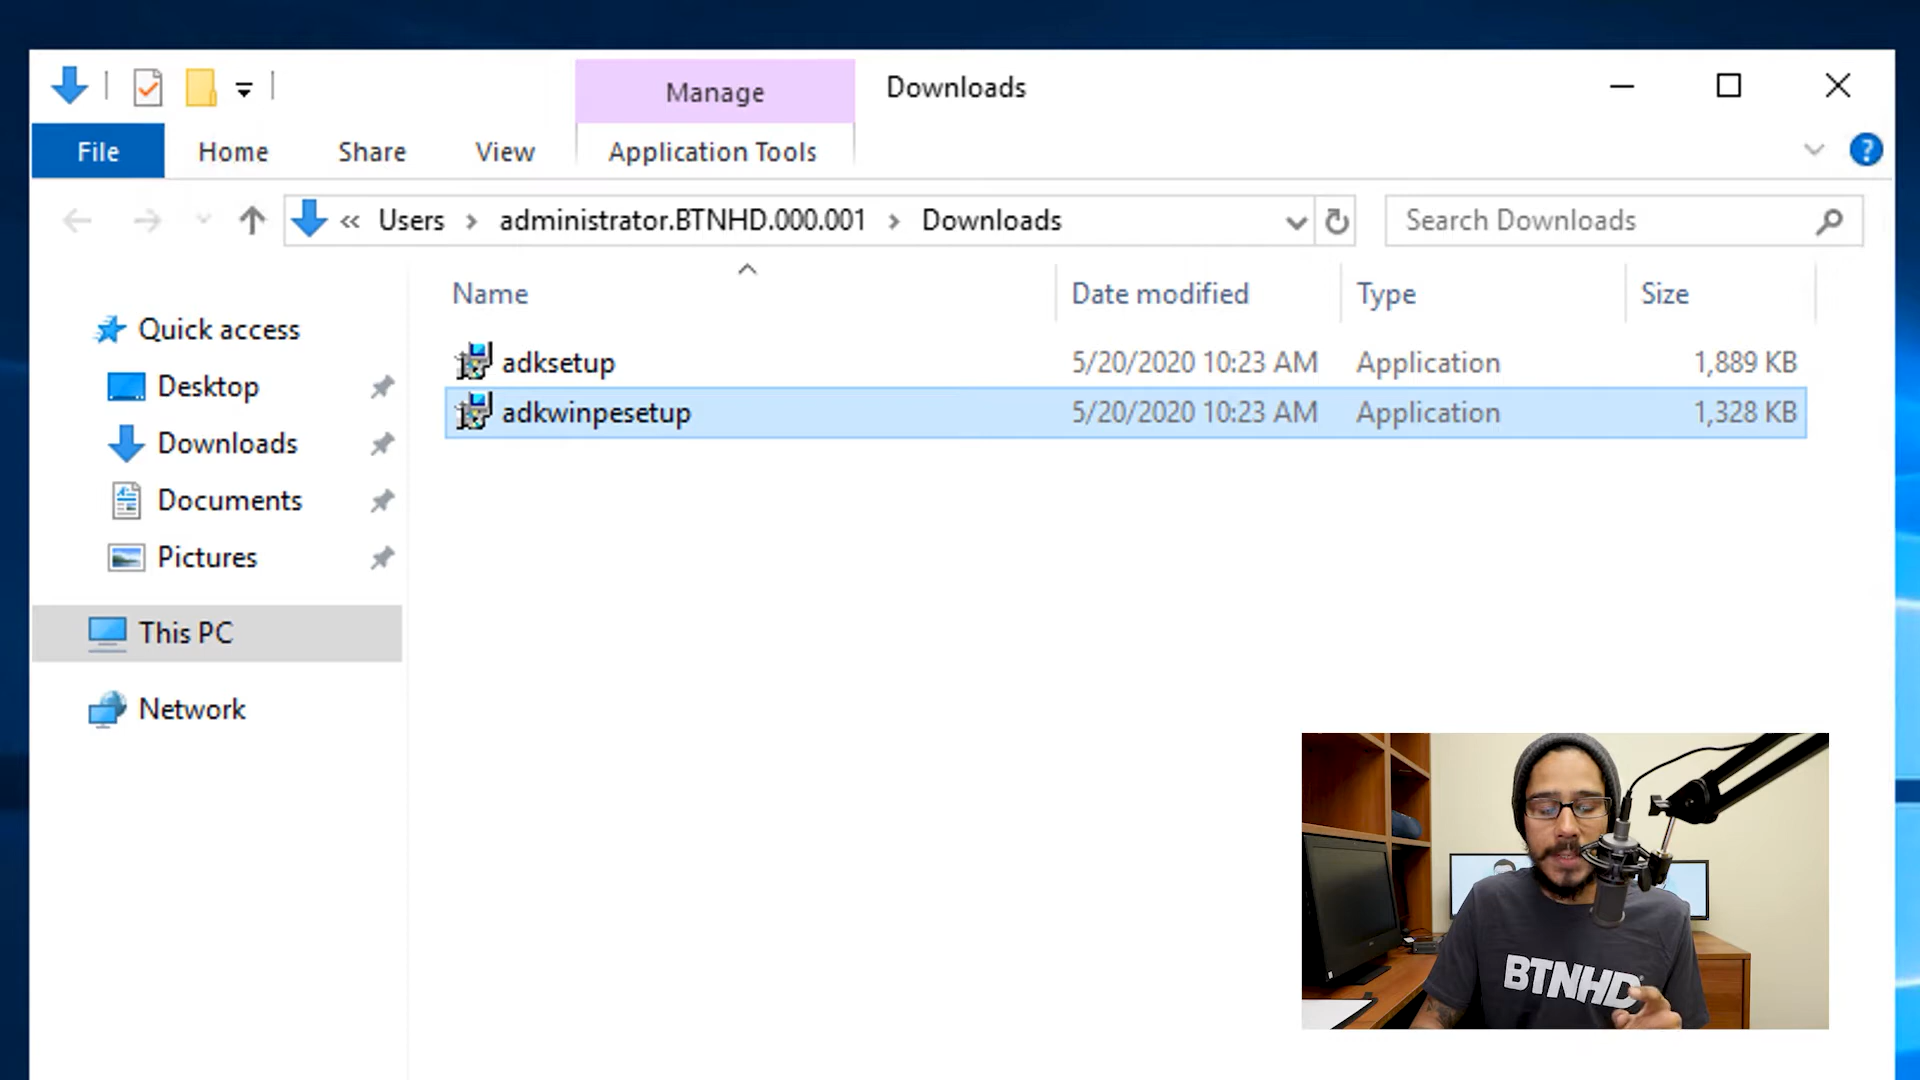 Manage
Downloads
File
Home
Share
View
Application Tools
?
« Users > administrator.BTNHD.000.001 > Downloads
Search Downloads
Name
Date modified
Type
Size
Quick access
Desktop
Downloads
Documents
Pictures
This PC
Network
adksetup
5/20/2020 10:23 AM
Application
1,889 KB
adkwinpesetup
5/20/2020 10:23 AM
Application
1,328 KB
BTNHD